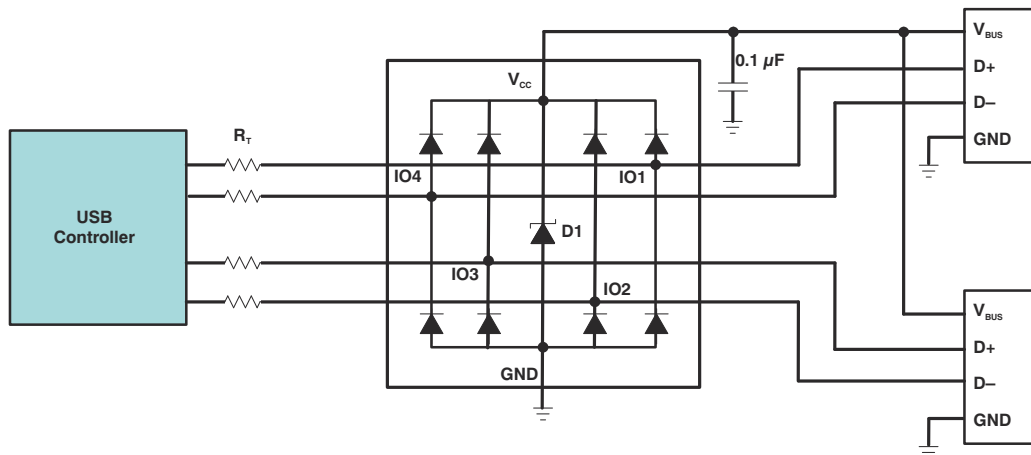 V_BUS
0.1 µF
D+
V_CC
D–
R_T
GND
IO4
IO1
USB
Controller
D1
IO3
IO2
V_BUS
D+
GND
D–
GND